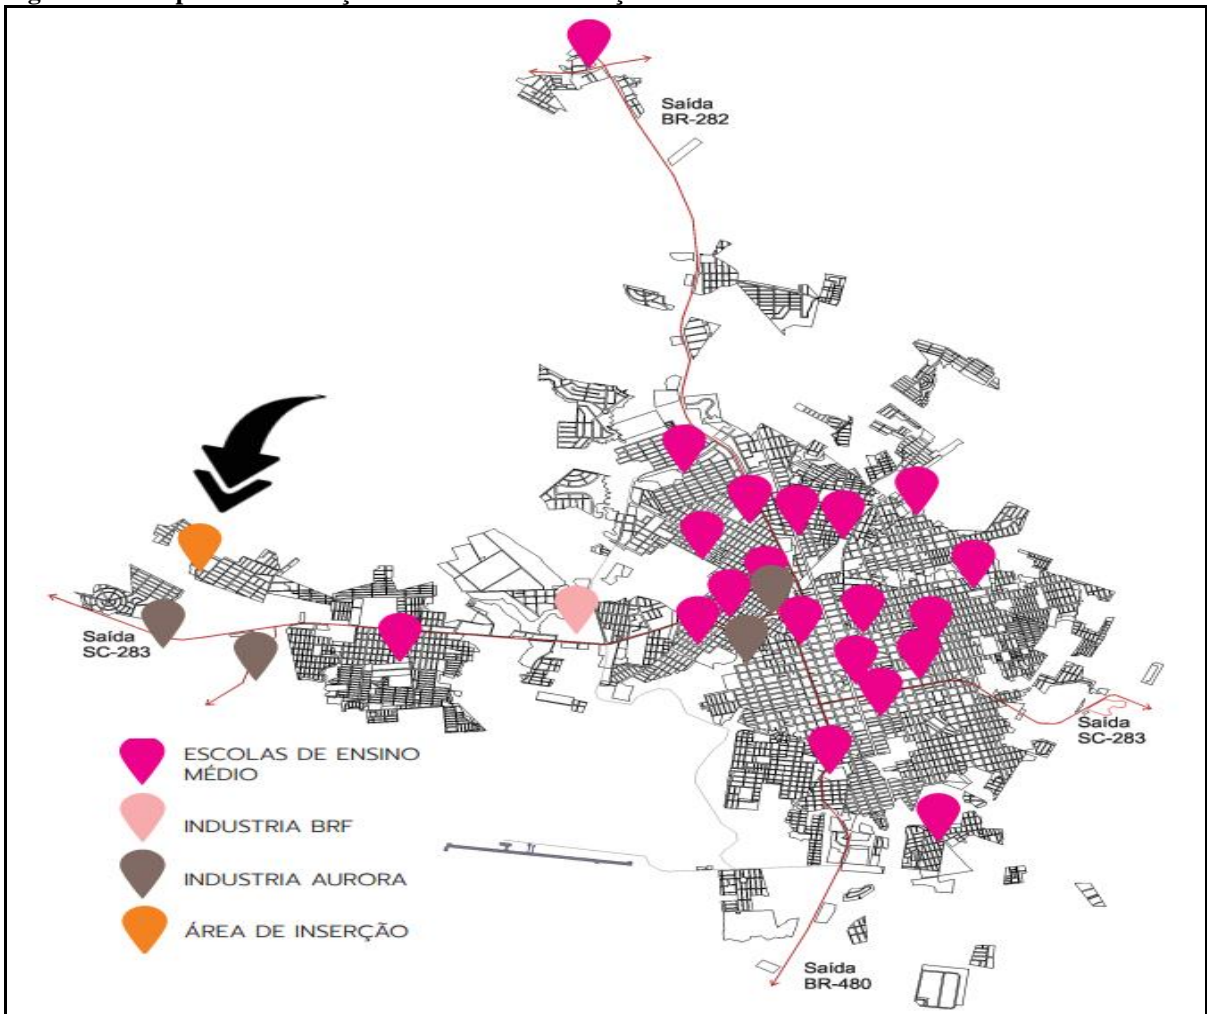 Saída
BR-282
Saída
SC-283
Saída
SC-283
ESCOLAS DE ENSINO
MÉDIO
INDUSTRIA BRF
INDUSTRIA AURORA
ÁREA DE INSERÇÃO
Saída
BR-480